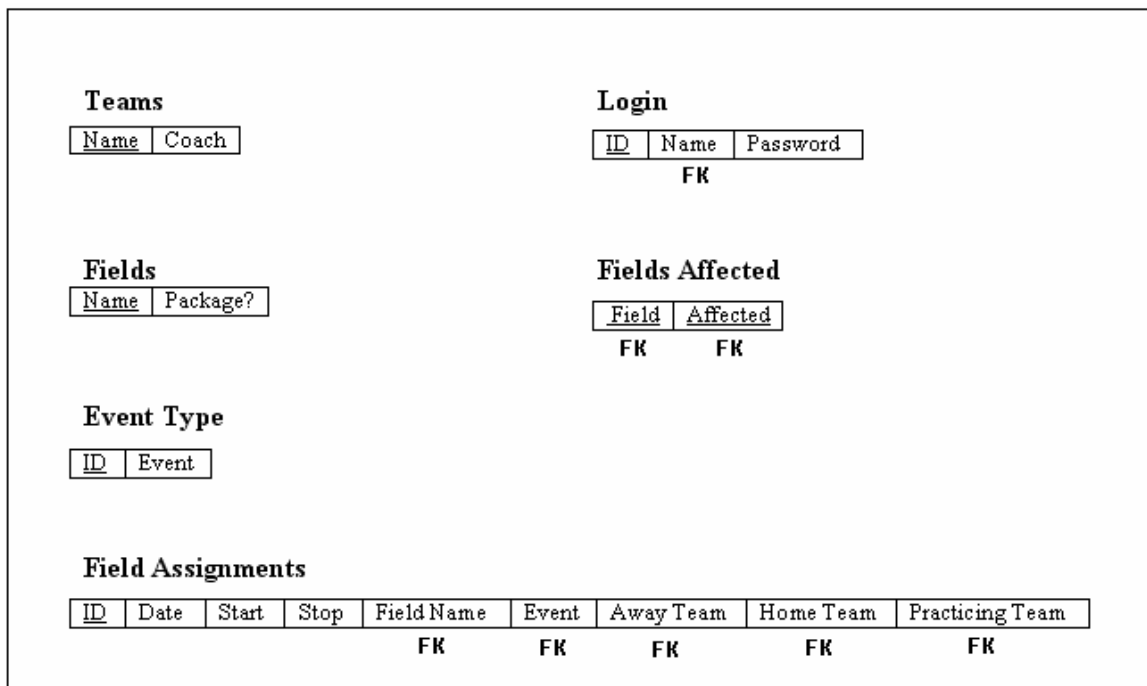 Teams
Name Coach
Login
ID Name Password
FK
Fields
Name Package?
Fields Affected
Field Affected
FK FK
Event Type
ID Event
Field Assignments
ID Date Start Stop Field Name Event Away Team Home Team Practicing Team
FK FK FK FK FK